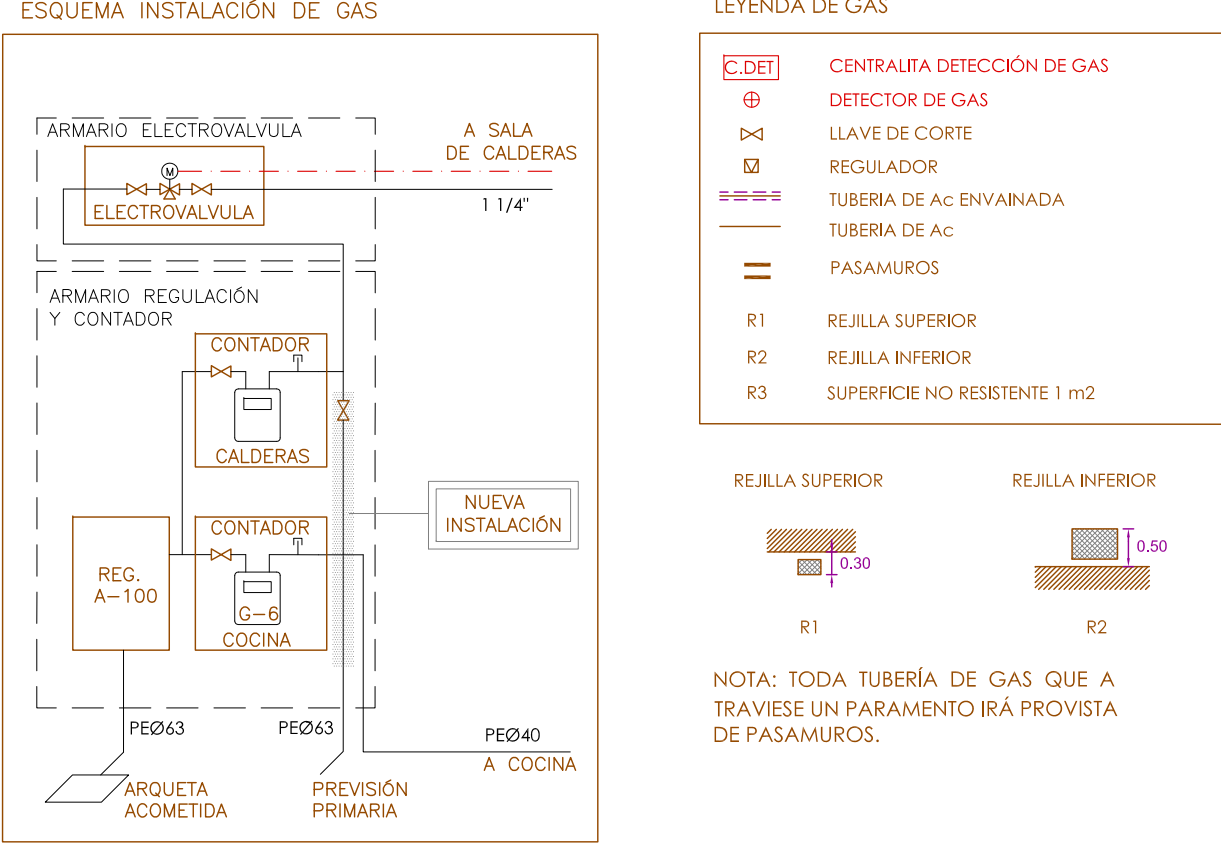 ESQUEMA INSTALACIÓN DE GAS
ARMARIO ELECTROVALVULA
A SALA
DE CALDERAS
M
ELECTROVALVULA
1 1/4"
ARMARIO REGULACIÓN
Y CONTADOR
CONTADOR
CALDERAS
NUEVA
INSTALACIÓN
CONTADOR
REG.
A-100
G-6
COCINA
PEØ63
PEØ63
PEØ40
A COCINA
ARQUETA
ACOMETIDA
PREVISIÓN
PRIMARIA
LEYENDA DE GAS
C.DET CENTRALITA DETECCIÓN DE GAS
DETECTOR DE GAS
LLAVE DE CORTE
REGULADOR
TUBERIA DE Ac ENVAINADA
TUBERIA DE Ac
PASAMUROS
R1 REJILLA SUPERIOR
R2 REJILLA INFERIOR
R3 SUPERFICIE NO RESISTENTE 1 m2
REJILLA SUPERIOR
0.30
R1
REJILLA INFERIOR
0.50
R2
NOTA: TODA TUBERÍA DE GAS QUE A
TRAVIESE UN PARAMENTO IRÁ PROVISTA
DE PASAMUROS.